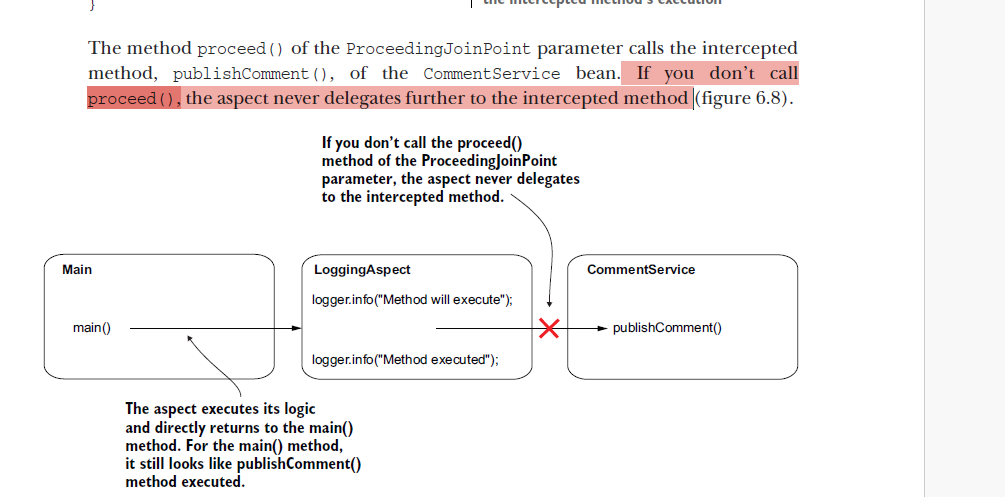 }
the intercepted method's execution
The method proceed() of the ProceedingJoinPoint parameter calls the intercepted
method, publishComment(), of the CommentService bean. If you don't call
proceed(), the aspect never delegates further to the intercepted method (figure 6.8).
If you don't call the proceed()
method of the ProceedingJoinPoint
parameter, the aspect never delegates
to the intercepted method.
Main
LoggingAspect
CommentService
logger.info("Method will execute");
main()
publishComment()
logger.info("Method executed");
The aspect executes its logic
and directly returns to the main()
method. For the main() method,
it still looks like publishComment()
method executed.